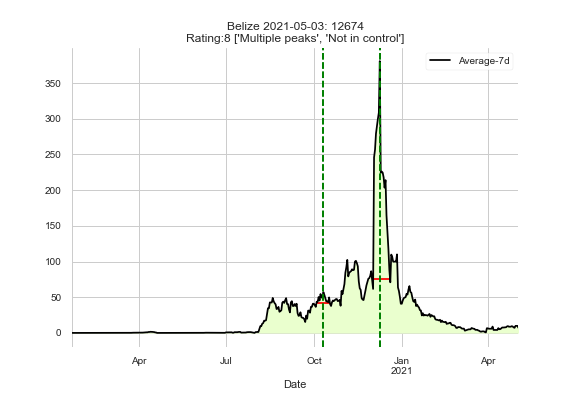 Belize 2021-05-03: 12674
Rating:8 ['Multiple peaks', 'Not in control']
Average-7d
350
300
250
200
150
100
50
0
Apr Jul Oct Jan Apr
2021
Date